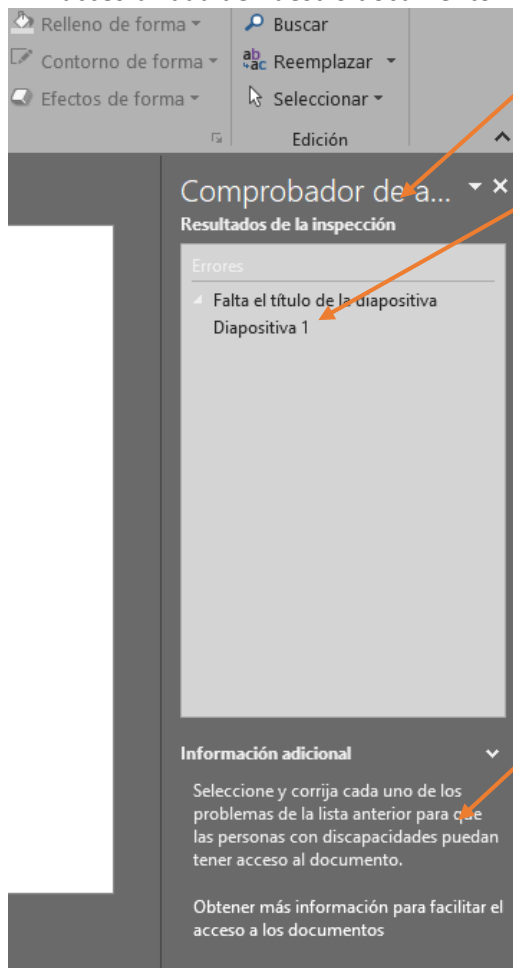 Relleno de forma
Buscar
Contorno de forma
Reemplazar
Efectos de forma
Seleccionar
Edición
Comprobador de a...
Resultados de la inspección
Errores
Falta el título de la diapositiva
Diapositiva 1
Información adicional
Seleccione y corrija cada uno de los
problemas de la lista anterior para que
las personas con discapacidades puedan
tener acceso al documento.
Obtener más información para facilitar el
acceso a los documentos